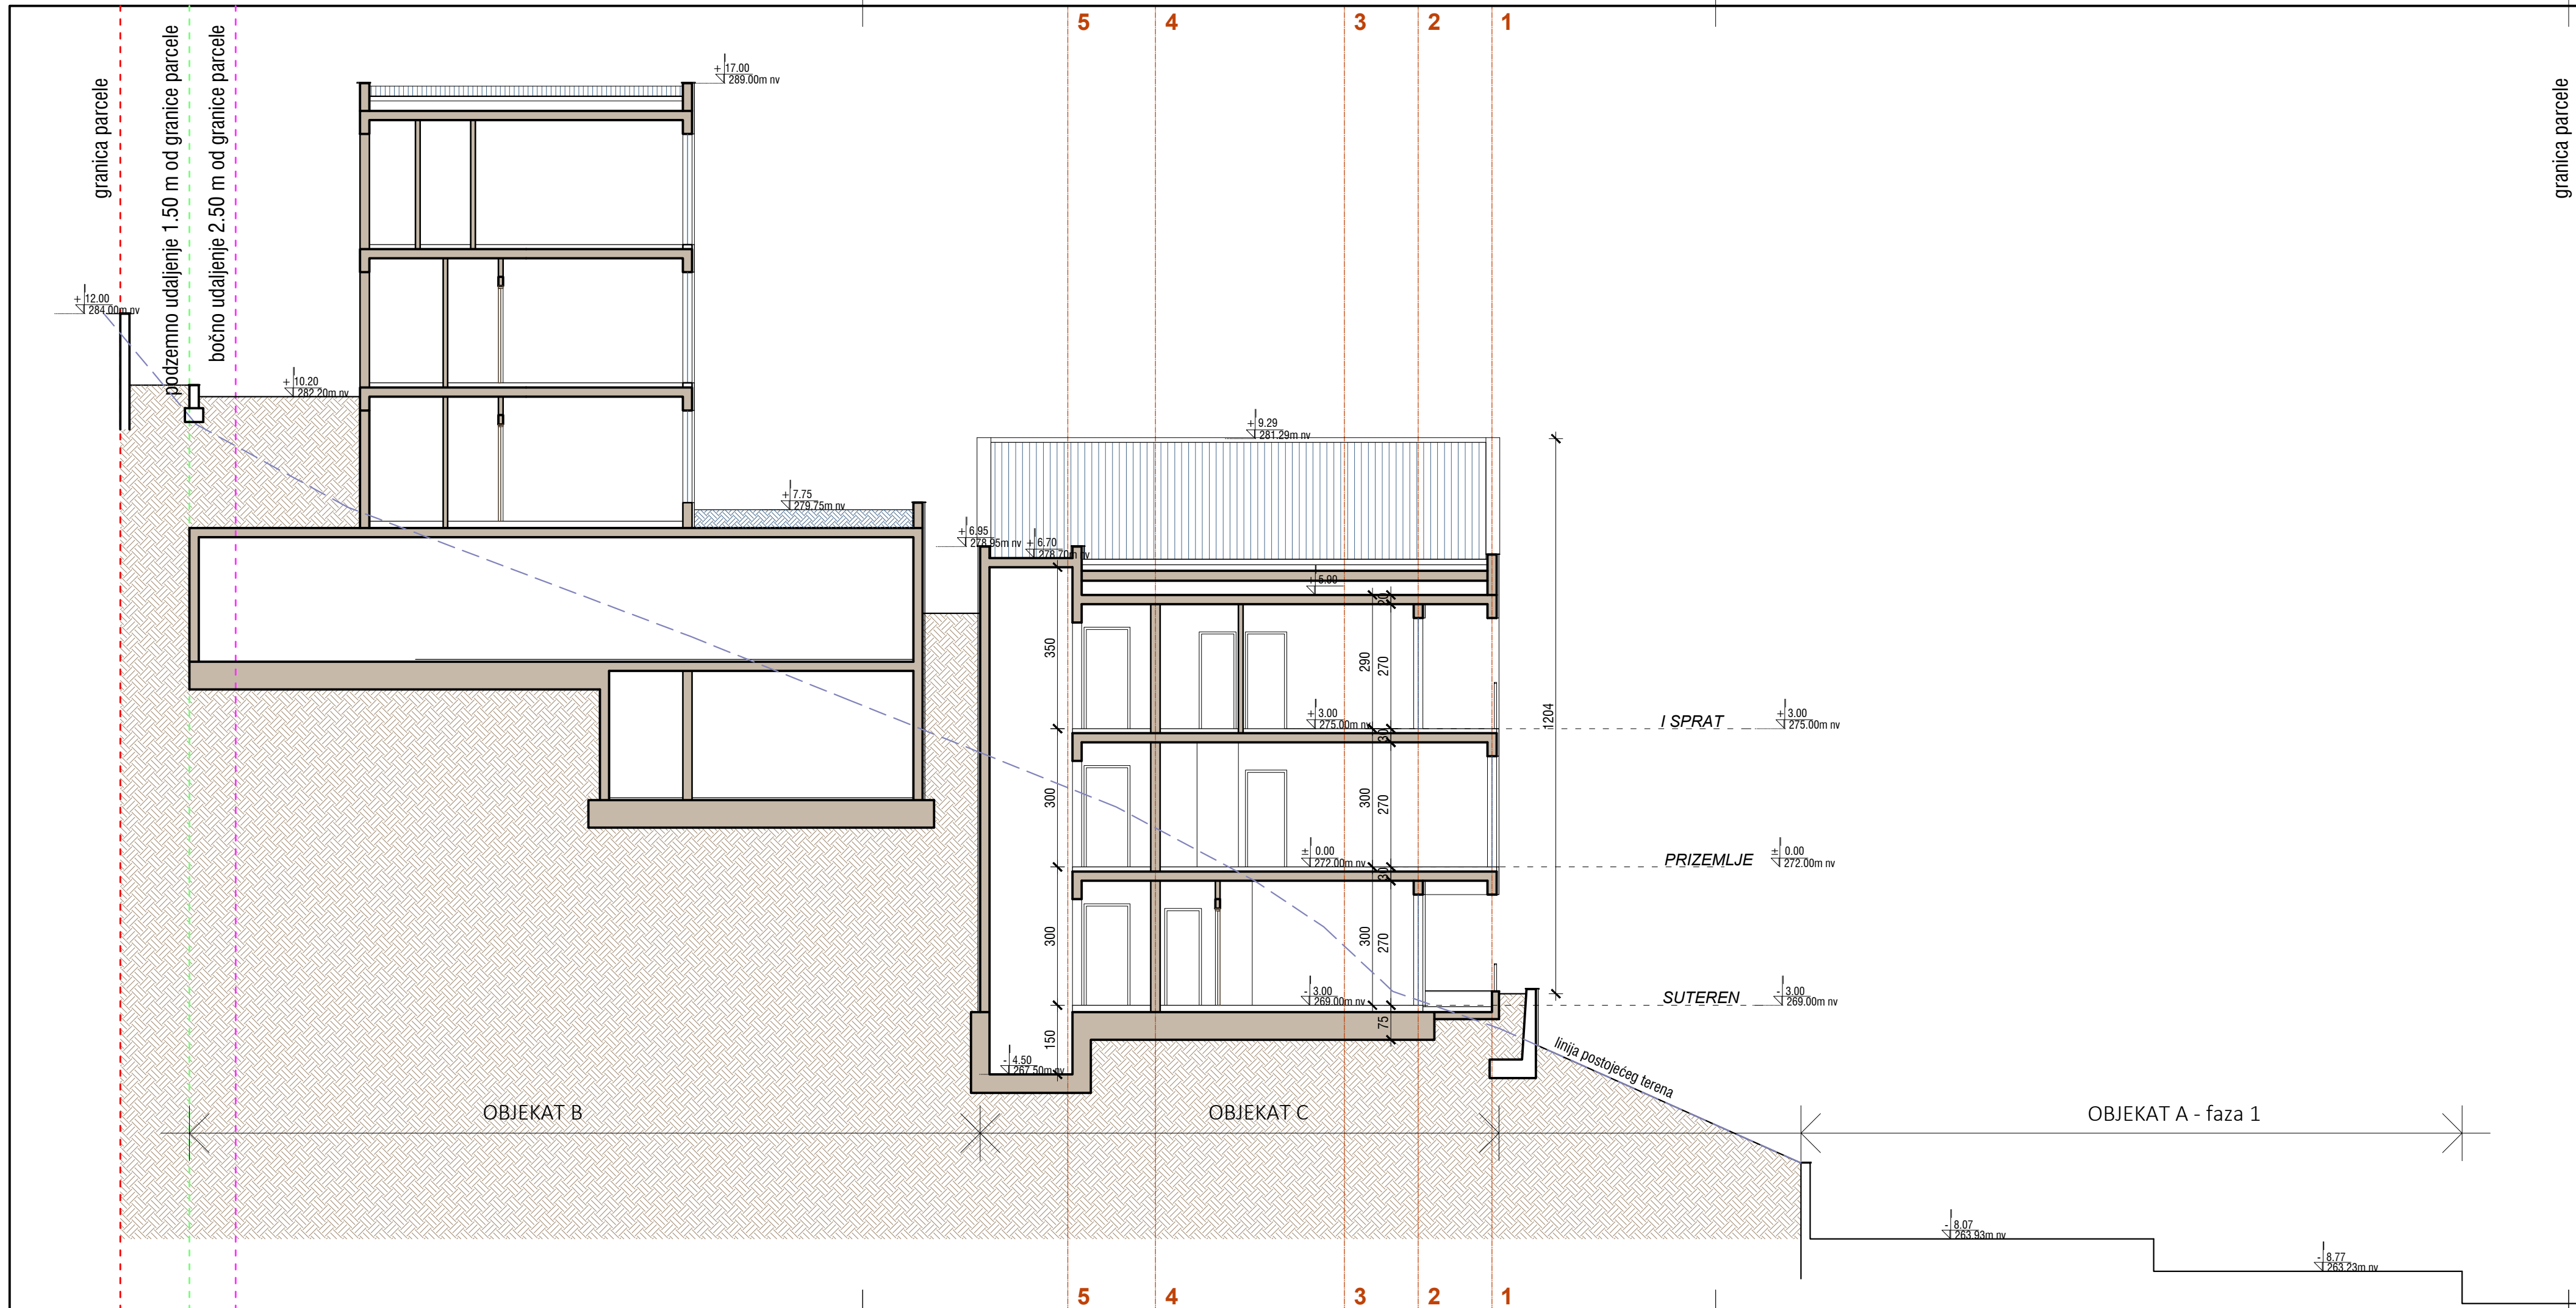 5
4
3
2
1
granica parcele
podzemno udaljenje 1.50 m od granice parcele
bočno udaljenje 2.50 m od granice parcele
granica parcele
+ 17.00
289.00m nv
+ 12.00
284.00m nv
+ 10.20
282.20m nv
+ 9.29
281.29m nv
+ 7.75
279.75m nv
+ 6.95
278.95m nv
+ 6.70
278.70m nv
20
350
290
270
1204
+ 3.00
275.00m nv
I SPRAT
+ 3.00
275.00m nv
30
300
300
270
± 0.00
272.00m nv
PRIZEMLJE
± 0.00
272.00m nv
30
300
300
270
- 3.00
269.00m nv
SUTEREN
- 3.00
269.00m nv
75
150
- 4.50
267.50m nv
linija postojećeg terena
OBJEKAT B
OBJEKAT C
OBJEKAT A - faza 1
- 8.07
263.93m nv
- 8.77
263.23m nv
5
4
3
2
1